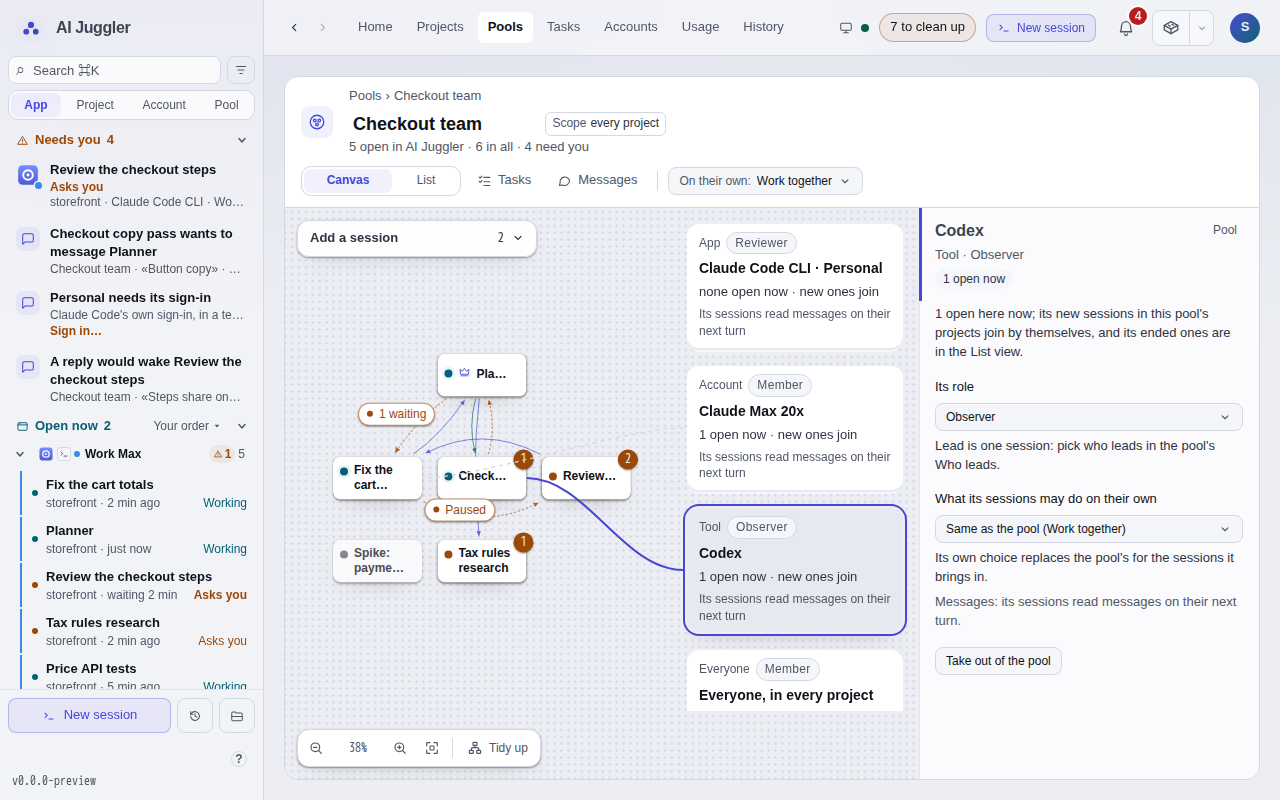 AI Juggler
Search ⌘K
App Project Account Pool
Needs you 4
Review the checkout steps
Asks you
storefront · Claude Code CLI · Wo…
Checkout copy pass wants to
message Planner
Checkout team · «Button copy» · …
Personal needs its sign-in
Claude Code's own sign-in, in a te…
Sign in…
A reply would wake Review the
checkout steps
Checkout team · «Steps share on…
Open now 2 Your order
Work Max 1 5
Fix the cart totals
storefront · 2 min ago Working
Planner
storefront · just now Working
Review the checkout steps
storefront · waiting 2 min Asks you
Tax rules research
storefront · 2 min ago Asks you
Price API tests
storefront · 5 min ago Working
New session
?
v0.0.0-preview
Home Projects Pools Tasks Accounts Usage History
7 to clean up
New session
4
S
Pools › Checkout team
Checkout team
Scope every project
5 open in AI Juggler · 6 in all · 4 need you
Canvas List Tasks Messages
On their own: Work together
Add a session 2
Pla…
1 waiting
Fix the
cart…
Check…
1
Review…
2
Paused
Spike:
payme…
Tax rules
research
1
38%
Tidy up
App Reviewer
Claude Code CLI · Personal
none open now · new ones join
Its sessions read messages on their
next turn
Account Member
Claude Max 20x
1 open now · new ones join
Its sessions read messages on their
next turn
Tool Observer
Codex
1 open now · new ones join
Its sessions read messages on their
next turn
Everyone Member
Everyone, in every project
Codex Pool
Tool · Observer
1 open now
1 open here now; its new sessions in this pool's
projects join by themselves, and its ended ones are
in the List view.
Its role
Observer
Lead is one session: pick who leads in the pool's
Who leads.
What its sessions may do on their own
Same as the pool (Work together)
Its own choice replaces the pool's for the sessions it
brings in.
Messages: its sessions read messages on their next
turn.
Take out of the pool